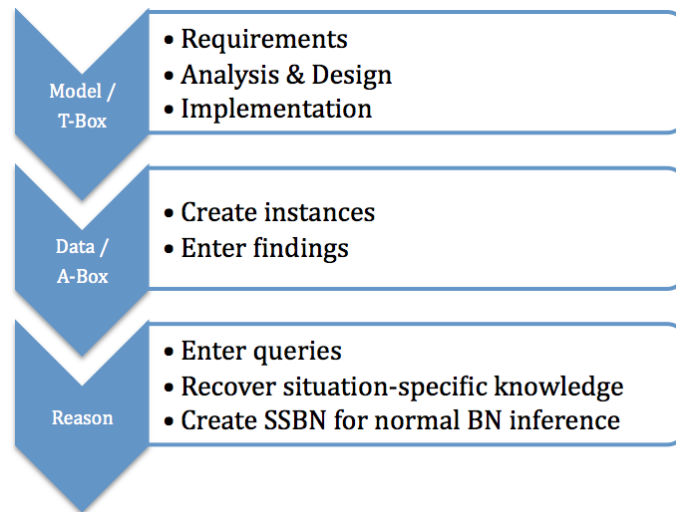 Model /
T-Box
• Requirements
• Analysis & Design
• Implementation
Data /
A-Box
• Create instances
• Enter findings
Reason
• Enter queries
• Recover situation-specific knowledge
• Create SSBN for normal BN inference